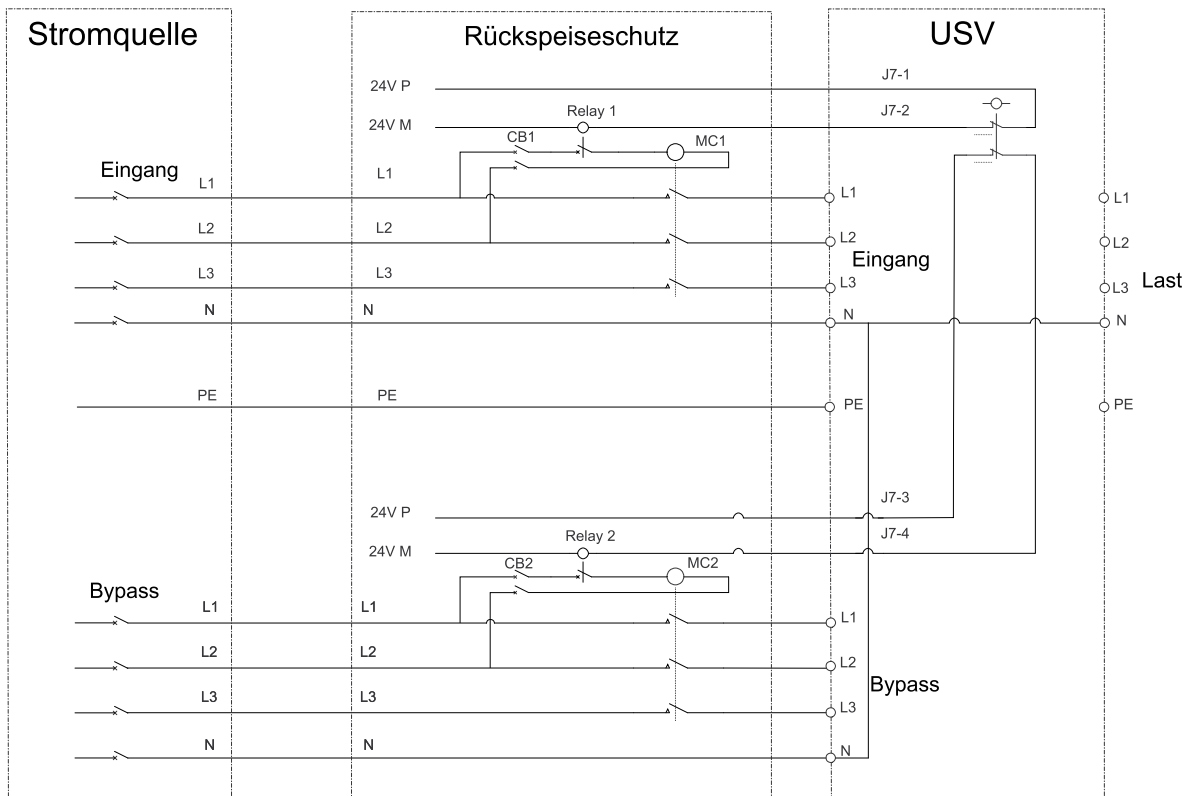 Stromquelle
Rückspeiseschutz
USV
24V P
J7-1
24V M
Relay 1
J7-2
CB1
MC1
Eingang
L1
L1
L1
L1
L2
L2
L2
L2
Eingang
L3
L3
L3
L3
Last
N
N
N
N
PE
PE
PE
PE
24V P
J7-3
24V M
Relay 2
J7-4
CB2
MC2
Bypass
L1
L1
L1
L2
L2
L2
Bypass
L3
L3
L3
N
N
N